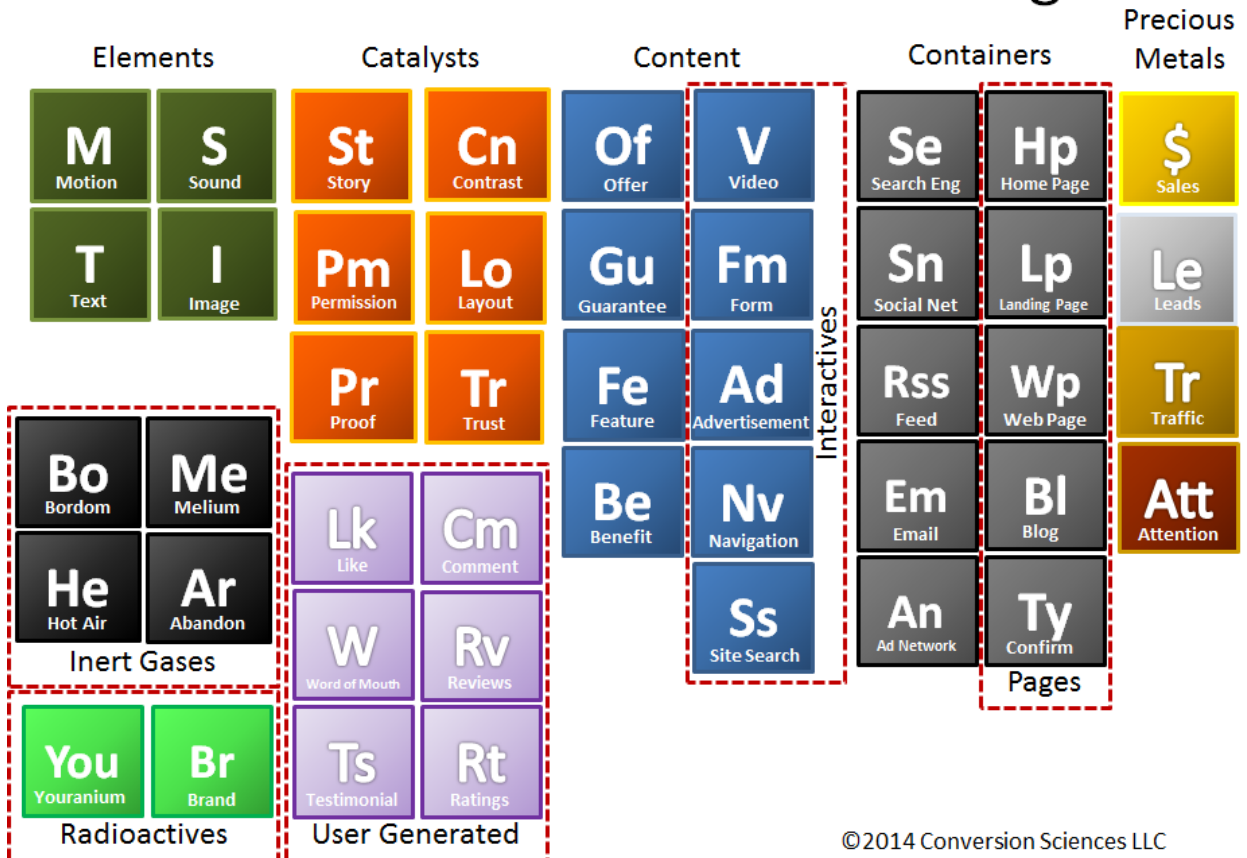 Precious
Elements Catalysts Content Containers Metals
M
Motion
S
Sound
T
Text
I
Image
St
Story
Cn
Contrast
Pm
Permission
Lo
Layout
Pr
Proof
Tr
Trust
Of
Offer
V
Video
Gu
Guarantee
Fm
Form
Fe
Feature
Ad
Advertisement
Be
Benefit
Nv
Navigation
Ss
Site Search
Interactives
Se
Search Eng
Hp
Home Page
Sn
Social Net
Lp
Landing Page
Rss
Feed
Wp
Web Page
Em
Email
Bl
Blog
An
Ad Network
Ty
Confirm
Pages
$
Sales
Le
Leads
Tr
Traffic
Att
Attention
Bo
Bordom
Me
Melium
He
Hot Air
Ar
Abandon
Inert Gases
You
Youranium
Br
Brand
Radioactives
Lk
Like
Cm
Comment
W
Word of Mouth
Rv
Reviews
Ts
Testimonial
Rt
Ratings
User Generated
©2014 Conversion Sciences LLC